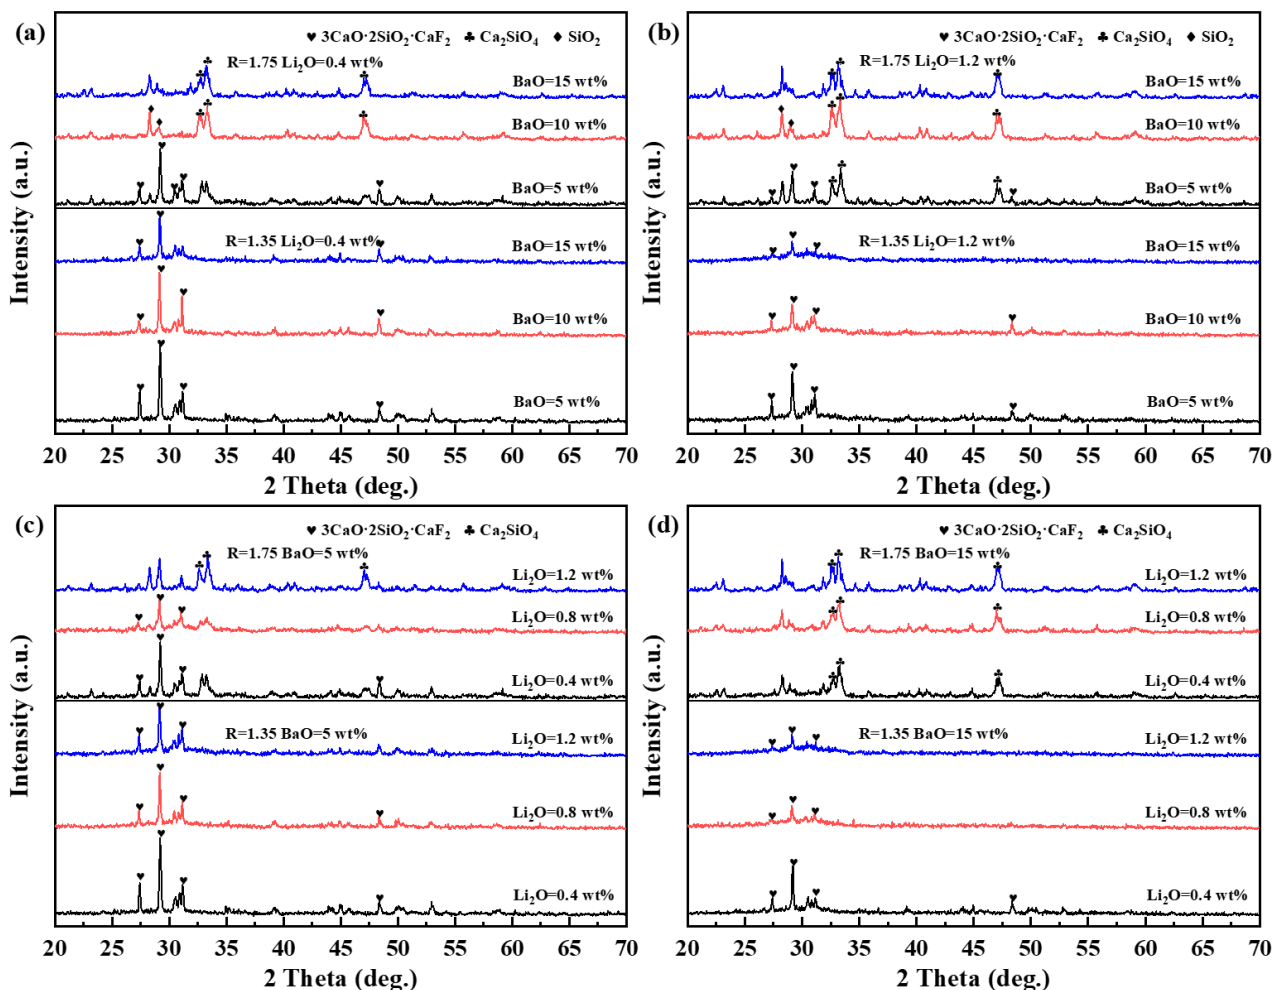 (a)
♥ 3CaO·2SiO₂·CaF₂ ♣ Ca₂SiO₄ ♦ SiO₂
R=1.75 Li₂O=0.4 wt%
BaO=15 wt%
BaO=10 wt%
BaO=5 wt%
R=1.35 Li₂O=0.4 wt%
BaO=15 wt%
BaO=10 wt%
BaO=5 wt%
Intensity (a.u.)
20 25 30 35 40 45 50 55 60 65 70
2 Theta (deg.)
(b)
♥ 3CaO·2SiO₂·CaF₂ ♣ Ca₂SiO₄ ♦ SiO₂
R=1.75 Li₂O=1.2 wt%
BaO=15 wt%
BaO=10 wt%
BaO=5 wt%
R=1.35 Li₂O=1.2 wt%
BaO=15 wt%
BaO=10 wt%
BaO=5 wt%
Intensity (a.u.)
20 25 30 35 40 45 50 55 60 65 70
2 Theta (deg.)
(c)
♥ 3CaO·2SiO₂·CaF₂ ♣ Ca₂SiO₄
R=1.75 BaO=5 wt%
Li₂O=1.2 wt%
Li₂O=0.8 wt%
Li₂O=0.4 wt%
R=1.35 BaO=5 wt%
Li₂O=1.2 wt%
Li₂O=0.8 wt%
Li₂O=0.4 wt%
Intensity (a.u.)
20 25 30 35 40 45 50 55 60 65 70
2 Theta (deg.)
(d)
♥ 3CaO·2SiO₂·CaF₂ ♣ Ca₂SiO₄
R=1.75 BaO=15 wt%
Li₂O=1.2 wt%
Li₂O=0.8 wt%
Li₂O=0.4 wt%
R=1.35 BaO=15 wt%
Li₂O=1.2 wt%
Li₂O=0.8 wt%
Li₂O=0.4 wt%
Intensity (a.u.)
20 25 30 35 40 45 50 55 60 65 70
2 Theta (deg.)